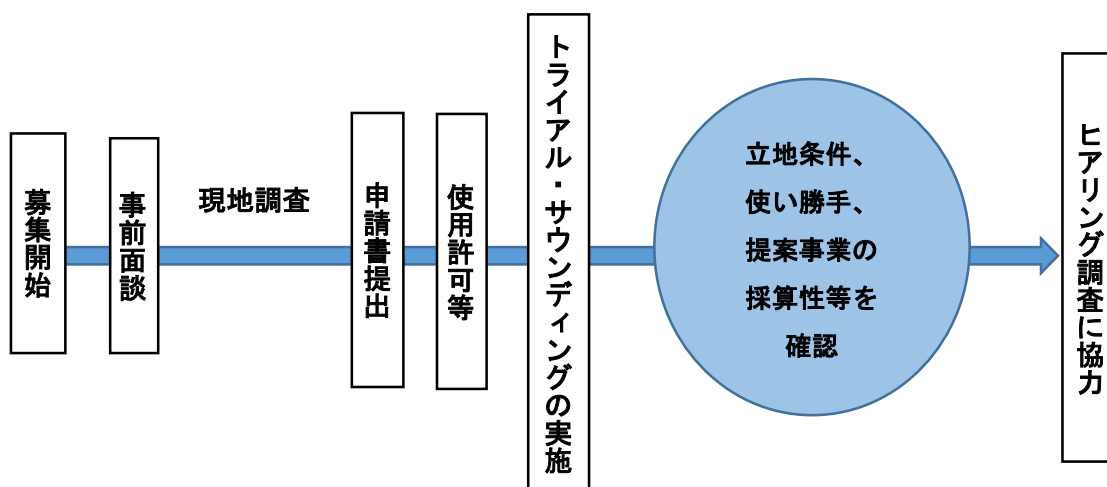 募集開始
事前面談
現地調査
申請書提出
使用許可等
トライアル・サウンディングの実施
立地条件、
使い勝手、
提案事業の
採算性等を
確認
ヒアリング調査に協力